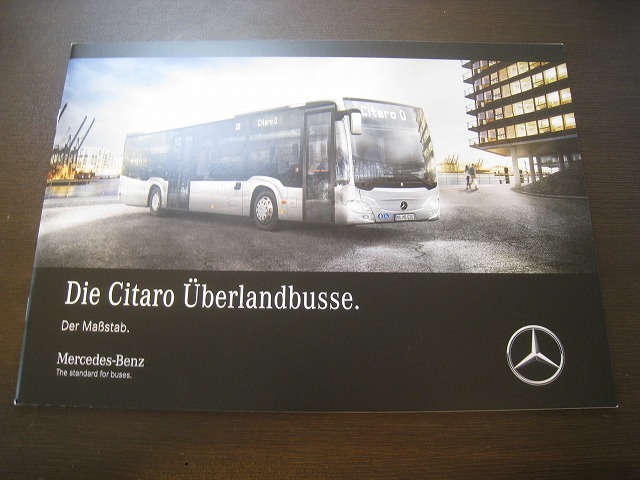 Citaro Ü
Citaro Ü
Die Citaro Überlandbusse.
Der Maßstab.
Mercedes-Benz
The standard for buses.